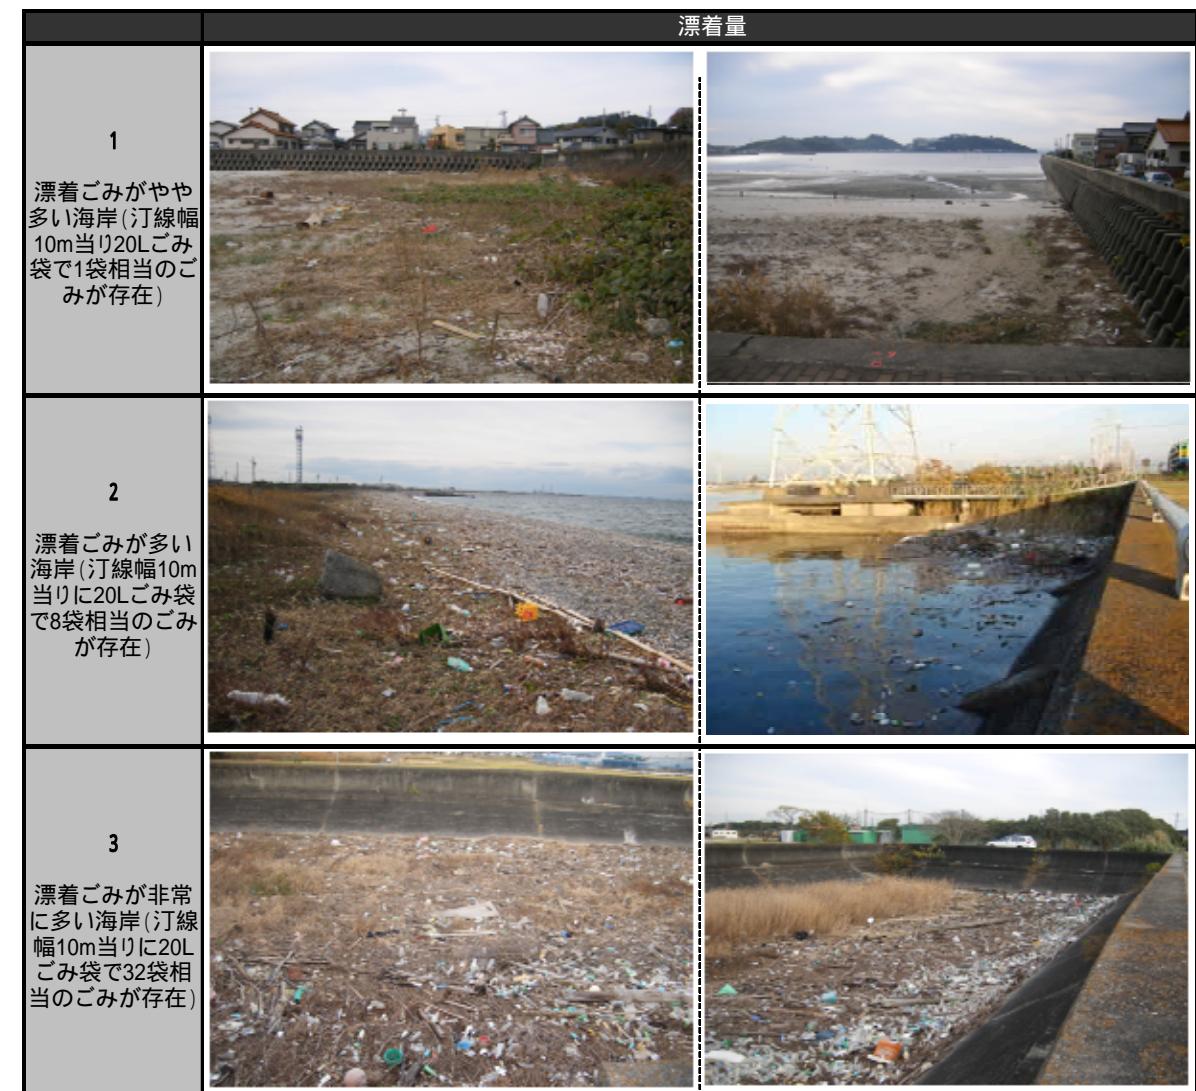 漂着量
1
漂着ごみがやや
多い海岸(汀線幅
10m当り20Lごみ
袋で1袋相当のご
みが存在)
2
漂着ごみが多い
海岸(汀線幅10m
当りに20Lごみ袋
で8袋相当のごみ
が存在)
3
漂着ごみが非常
に多い海岸(汀線
幅10m当りに20L
ごみ袋で32袋相
当のごみが存在)